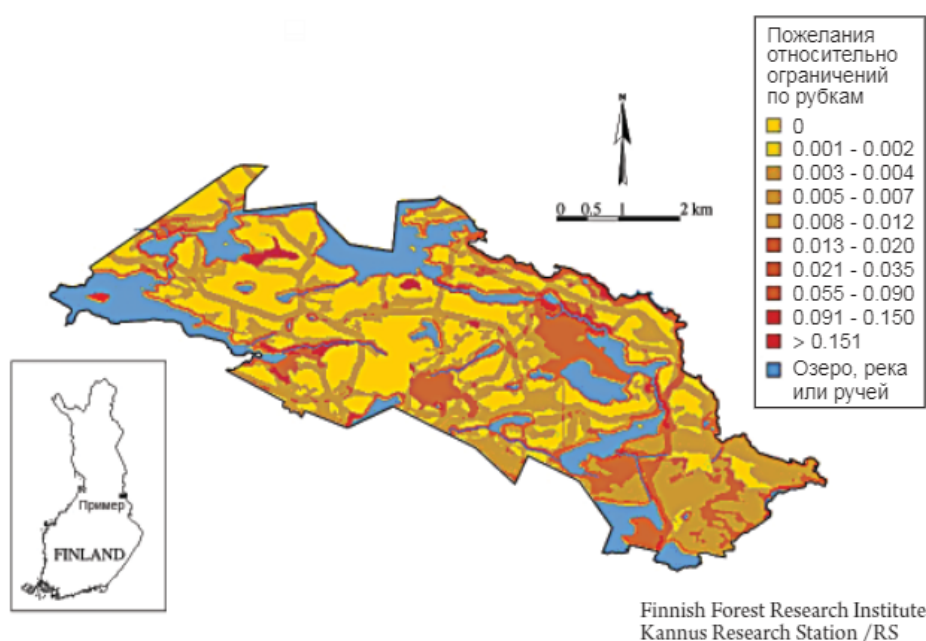 Пожелания
относительно
ограничений
по рубкам
0
0.001 - 0.002
0.003 - 0.004
0.005 - 0.007
0.008 - 0.012
0.013 - 0.020
0.021 - 0.035
0.055 - 0.090
0.091 - 0.150
> 0.151
Озеро, река
или ручей
N
0 0.5 1 2 km
Пример
FINLAND
Finnish Forest Research Institute
Kannus Research Station /RS